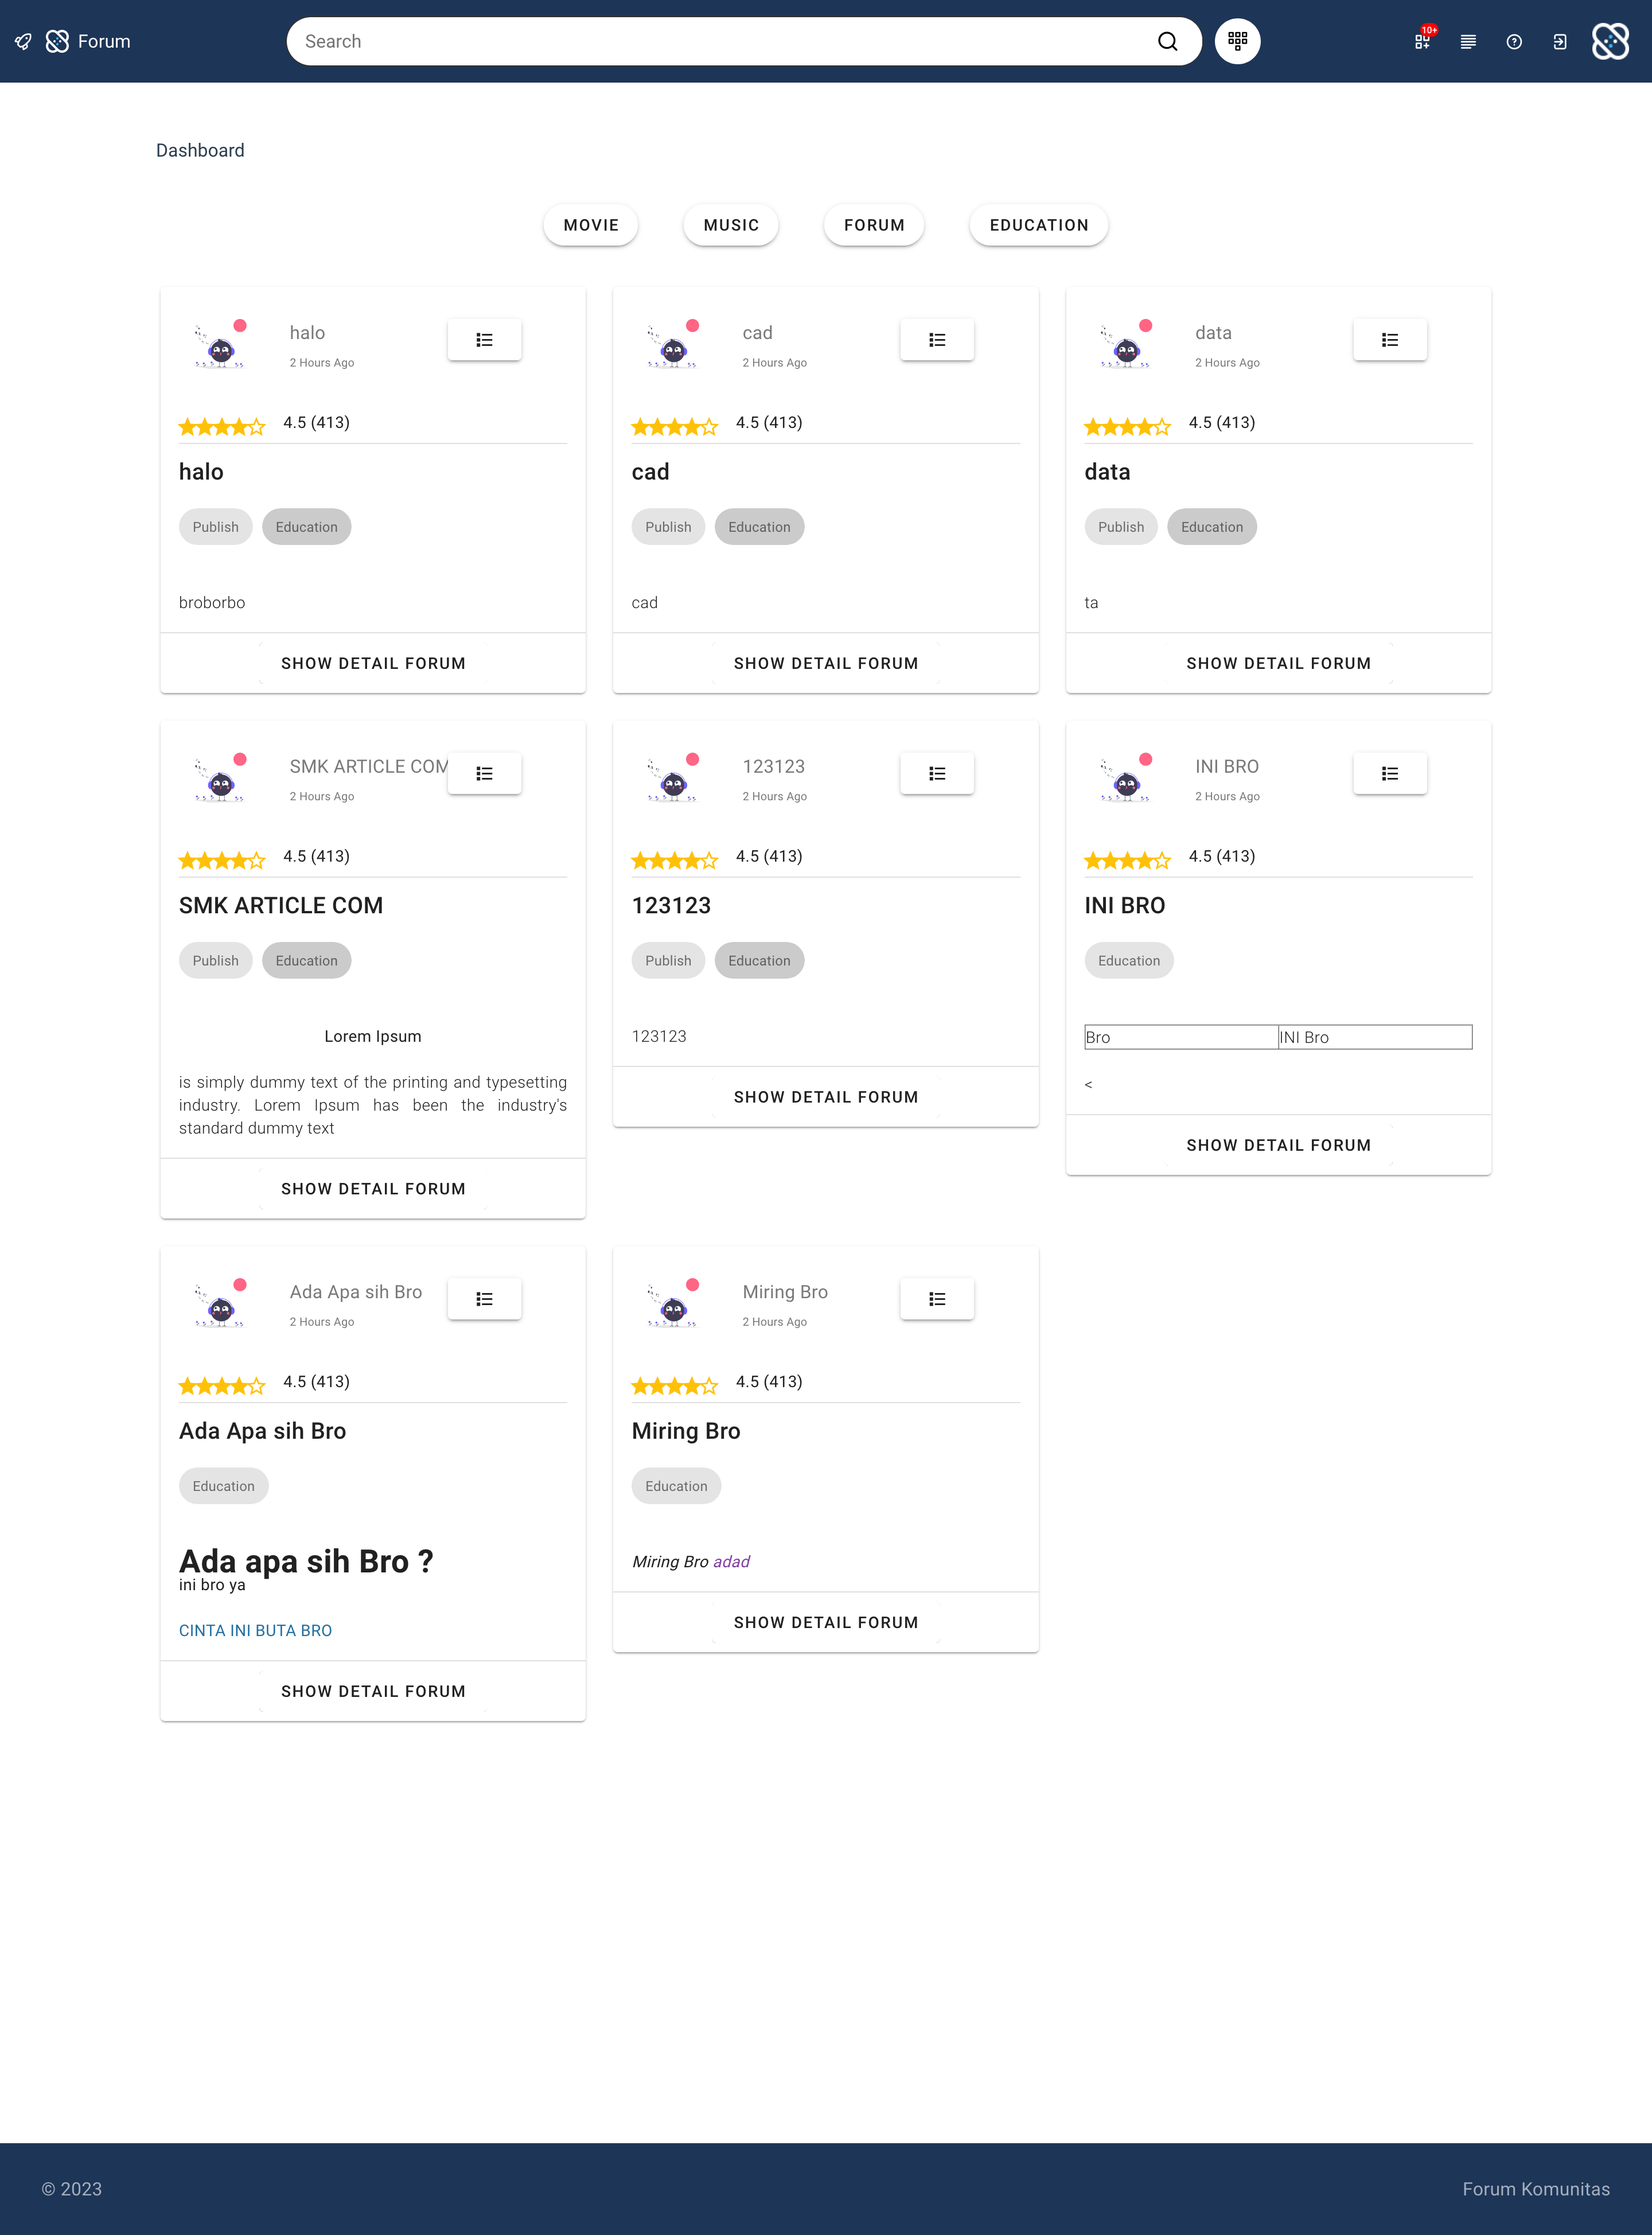 Forum
Search
10+
Dashboard
MOVIE
MUSIC
FORUM
EDUCATION
halo
2 Hours Ago
4.5 (413)
halo
Publish
Education
broborbo
SHOW DETAIL FORUM
cad
2 Hours Ago
4.5 (413)
cad
Publish
Education
cad
SHOW DETAIL FORUM
data
2 Hours Ago
4.5 (413)
data
Publish
Education
ta
SHOW DETAIL FORUM
SMK ARTICLE COM
2 Hours Ago
4.5 (413)
SMK ARTICLE COM
Publish
Education
Lorem Ipsum
is simply dummy text of the printing and typesetting
industry. Lorem Ipsum has been the industry's
standard dummy text
SHOW DETAIL FORUM
123123
2 Hours Ago
4.5 (413)
123123
Publish
Education
123123
SHOW DETAIL FORUM
INI BRO
2 Hours Ago
4.5 (413)
INI BRO
Education
Bro
INI Bro
<
SHOW DETAIL FORUM
Ada Apa sih Bro
2 Hours Ago
4.5 (413)
Ada Apa sih Bro
Education
Ada apa sih Bro ?
ini bro ya
CINTA INI BUTA BRO
SHOW DETAIL FORUM
Miring Bro
2 Hours Ago
4.5 (413)
Miring Bro
Education
Miring Bro adad
SHOW DETAIL FORUM
© 2023
Forum Komunitas